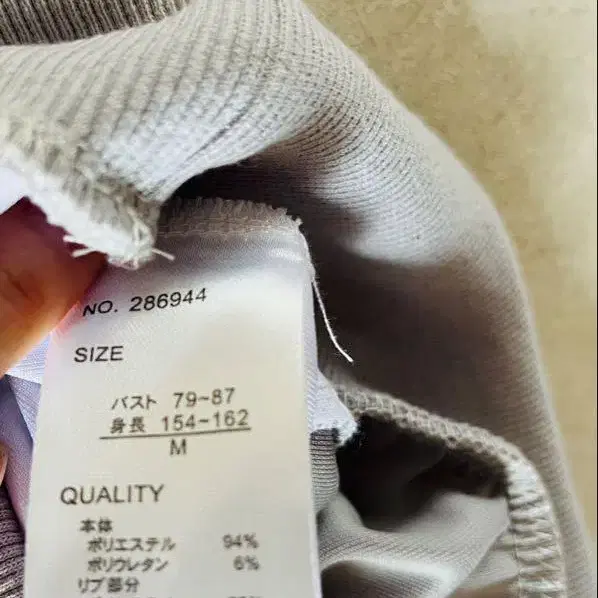 NO. 286944
SIZE
バスト 79~87
身長 154~162
M
QUALITY
本体
ポリエステル 94%
ポリウレタン 6%
リブ部分